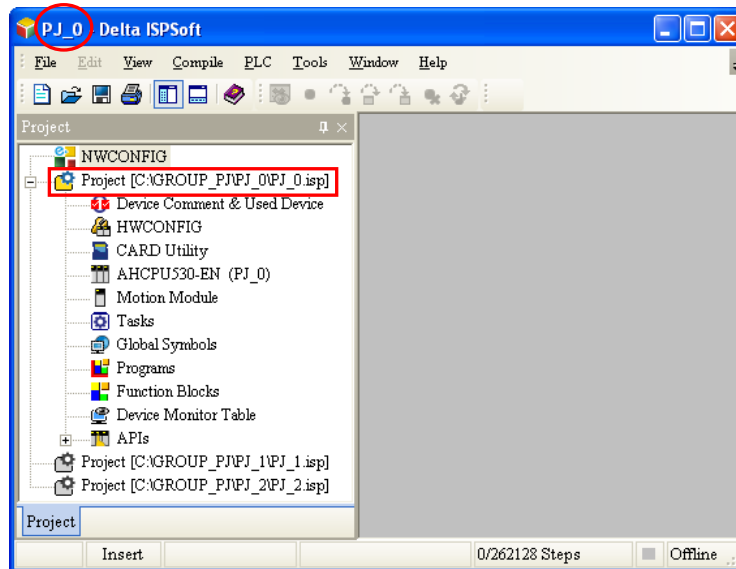 PJ_0 - Delta ISPSoft
File Edit View Compile PLC Tools Window Help
Project
NWCONFIG
Project [C:\GROUP_PJ\PJ_0\PJ_0.isp]
Device Comment & Used Device
HWCONFIG
CARD Utility
AHCPU530-EN (PJ_0)
Motion Module
Tasks
Global Symbols
Programs
Function Blocks
Device Monitor Table
APIs
Project [C:\GROUP_PJ\PJ_1\PJ_1.isp]
Project [C:\GROUP_PJ\PJ_2\PJ_2.isp]
Project
Insert 0/262128 Steps Offline